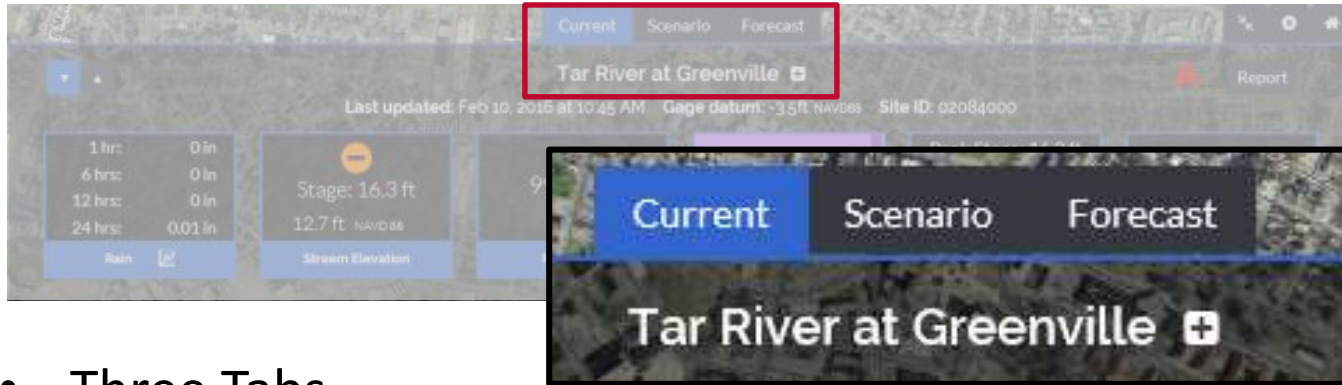 Current Scenario Forecast
Tar River at Greenville
Report
Last updated: Feb 10, 2016 at 10:45 AM Gage datum: -3.5ft NAVD88 Site ID: 02084000
1 hr: 0 in
6 hrs: 0 in
12 hrs: 0 in
24 hrs: 0.01 in
Rain
Stage: 16.3 ft
12.7 ft NAVD88
Stream Elevation
Current Scenario Forecast
Tar River at Greenville
• Three Tabs